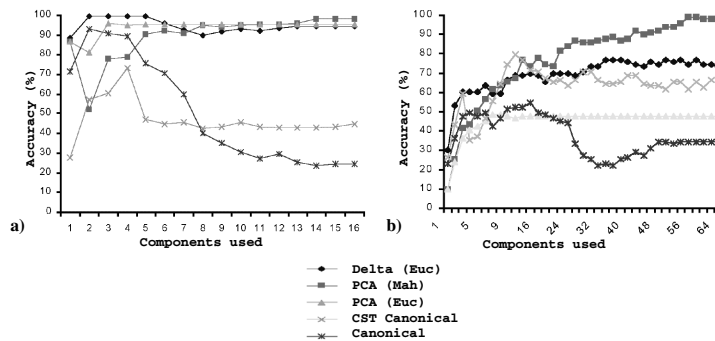 100
90
80
70
60
50
40
30
20
10
0
Accuracy (%)
1 2 3 4 5 6 7 8 9 10 11 12 13 14 15 16
a)
Components used
100
90
80
70
60
50
40
30
20
10
0
Accuracy (%)
1 5 9 16 24 32 40 48 56 64
b)
Components used
Delta (Euc)
PCA (Mah)
PCA (Euc)
CST Canonical
Canonical